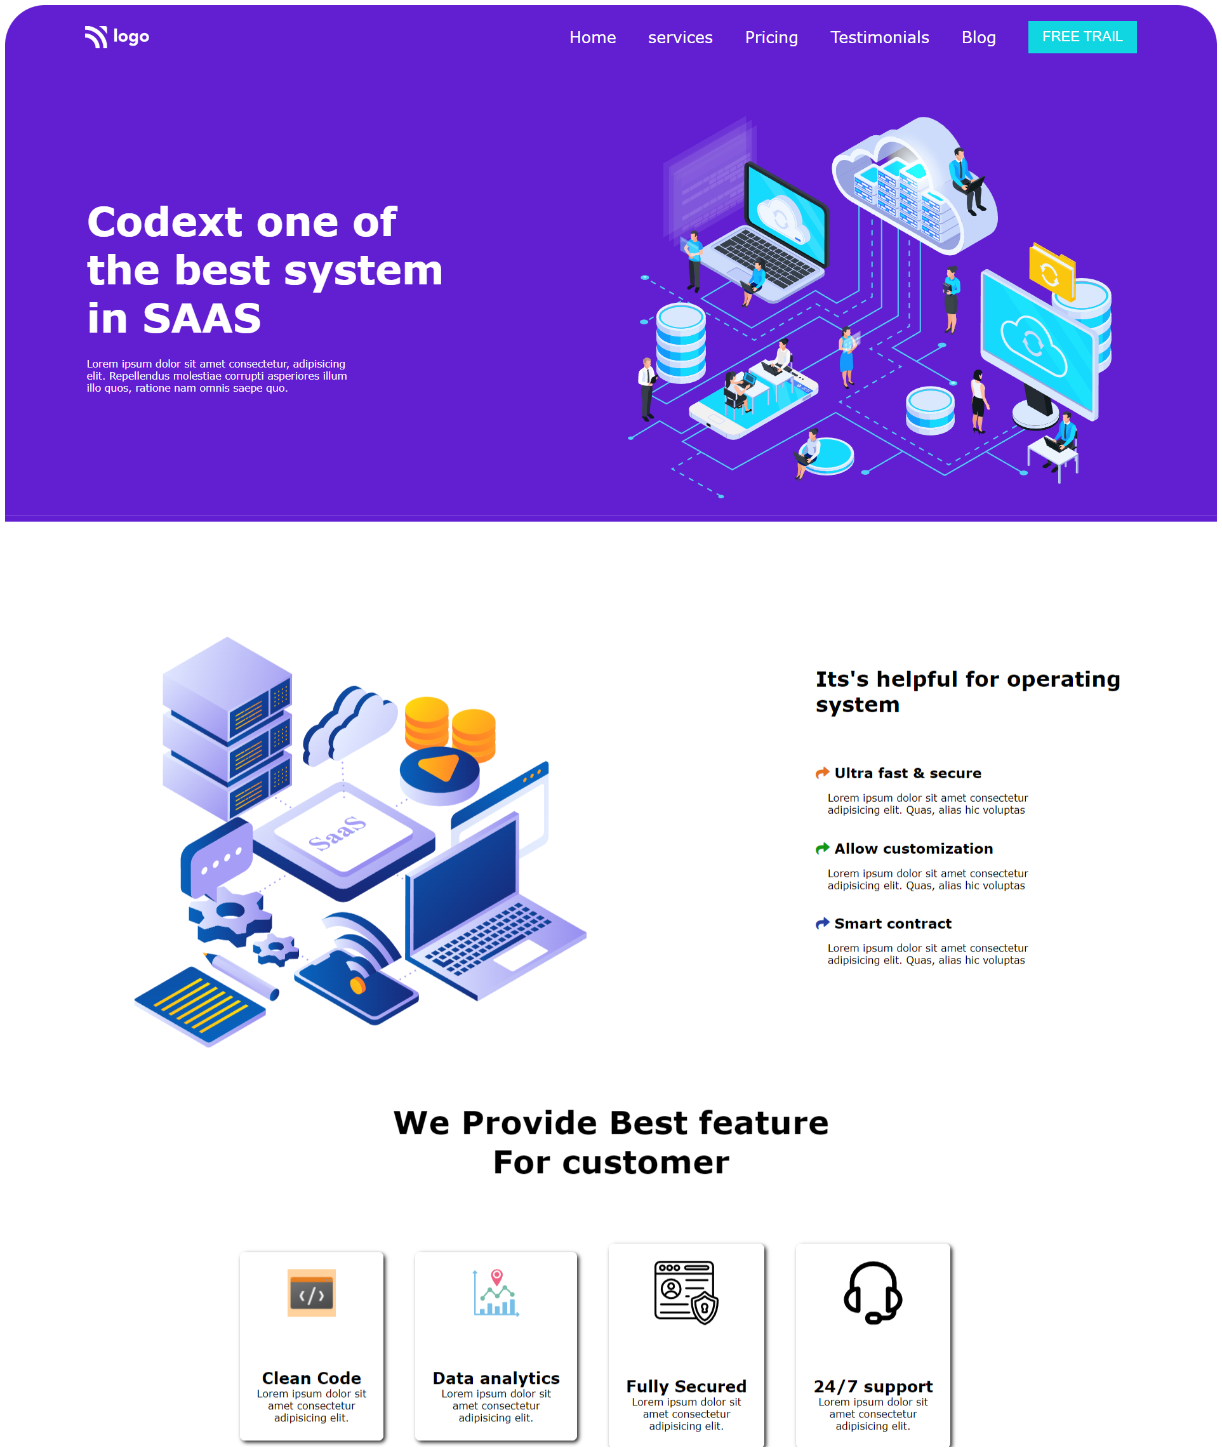 logo
Home services Pricing Testimonials Blog FREE TRAIL
Codext one of
the best system
in SAAS
Lorem ipsum dolor sit amet consectetur, adipisicing
elit. Repellendus molestiae corrupti asperiores illum
illo quos, ratione nam omnis saepe quo.
SaaS
Its's helpful for operating
system
Ultra fast & secure
Lorem ipsum dolor sit amet consectetur
adipisicing elit. Quas, alias hic voluptas
Allow customization
Lorem ipsum dolor sit amet consectetur
adipisicing elit. Quas, alias hic voluptas
Smart contract
Lorem ipsum dolor sit amet consectetur
adipisicing elit. Quas, alias hic voluptas
We Provide Best feature
For customer
</>
Clean Code
Lorem ipsum dolor sit
amet consectetur
adipisicing elit.
Data analytics
Lorem ipsum dolor sit
amet consectetur
adipisicing elit.
Fully Secured
Lorem ipsum dolor sit
amet consectetur
adipisicing elit.
24/7 support
Lorem ipsum dolor sit
amet consectetur
adipisicing elit.